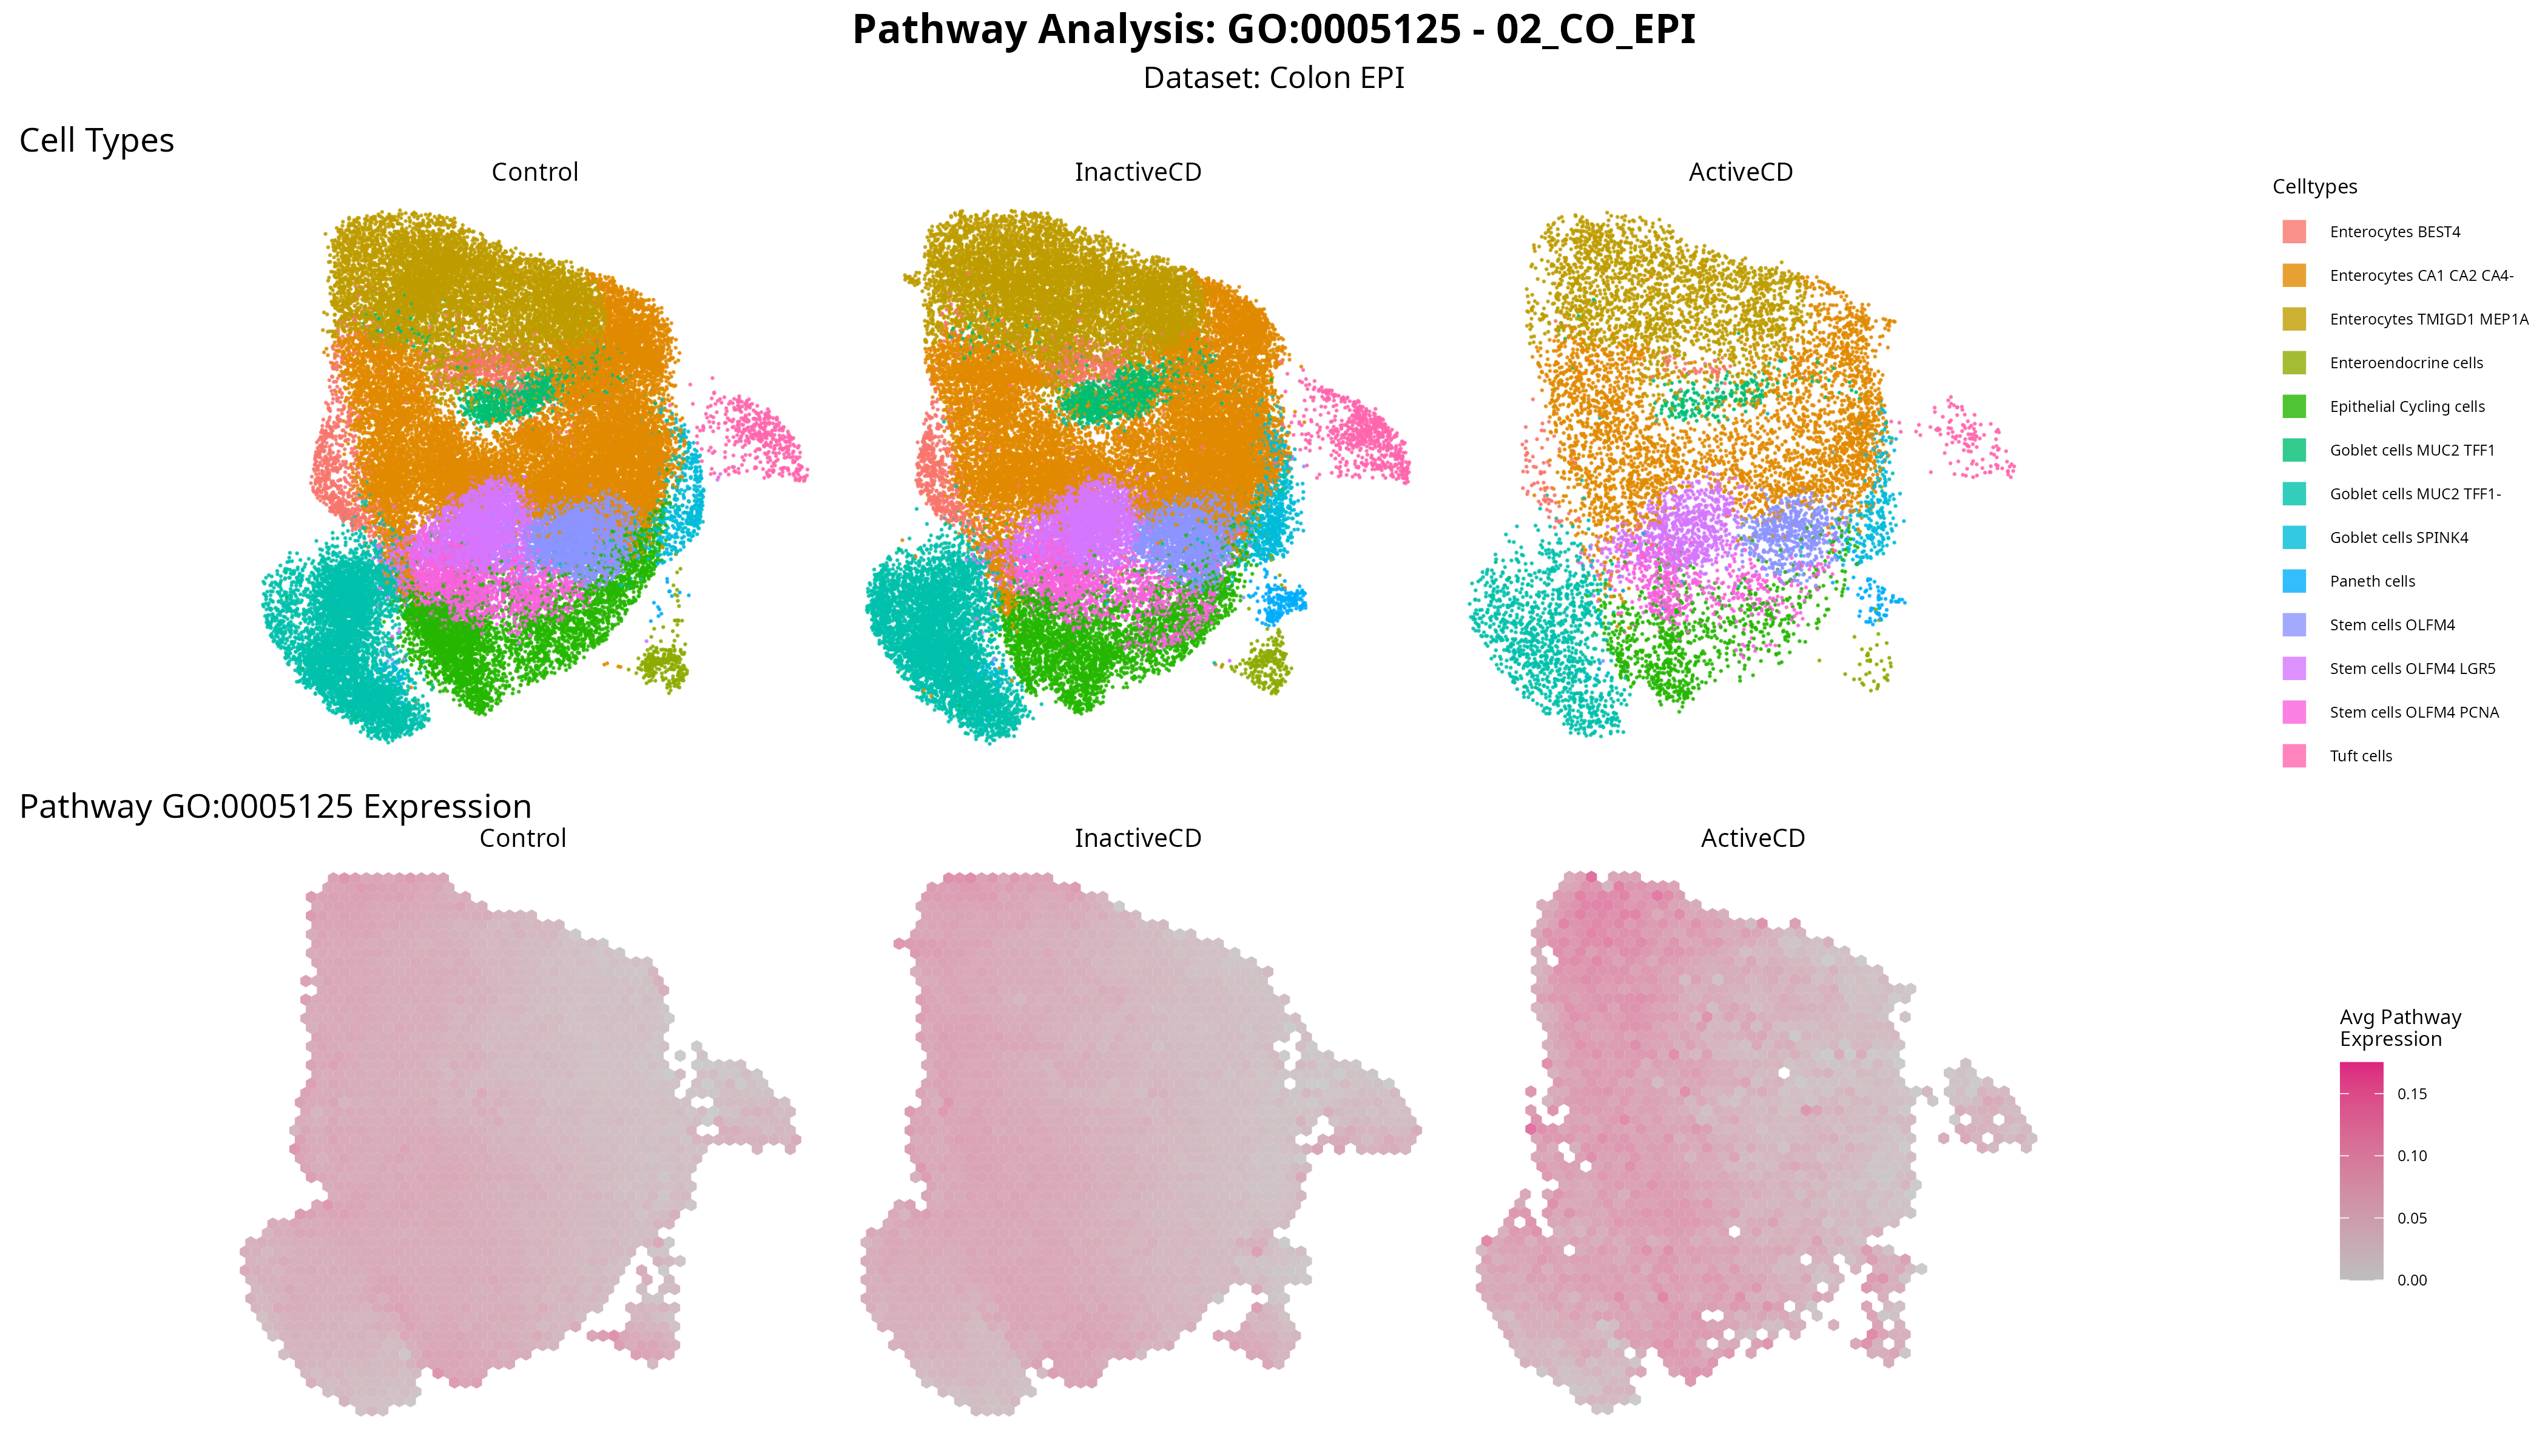 Pathway Analysis: GO:0005125 - 02_CO_EPI
Dataset: Colon EPI
Cell Types
Control
InactiveCD
ActiveCD
Celltypes
Enterocytes BEST4
Enterocytes CA1 CA2 CA4-
Enterocytes TMIGD1 MEP1A
Enteroendocrine cells
Epithelial Cycling cells
Goblet cells MUC2 TFF1
Goblet cells MUC2 TFF1-
Goblet cells SPINK4
Paneth cells
Stem cells OLFM4
Stem cells OLFM4 LGR5
Stem cells OLFM4 PCNA
Tuft cells
Pathway GO:0005125 Expression
Control
InactiveCD
ActiveCD
Avg Pathway
Expression
0.15
0.10
0.05
0.00